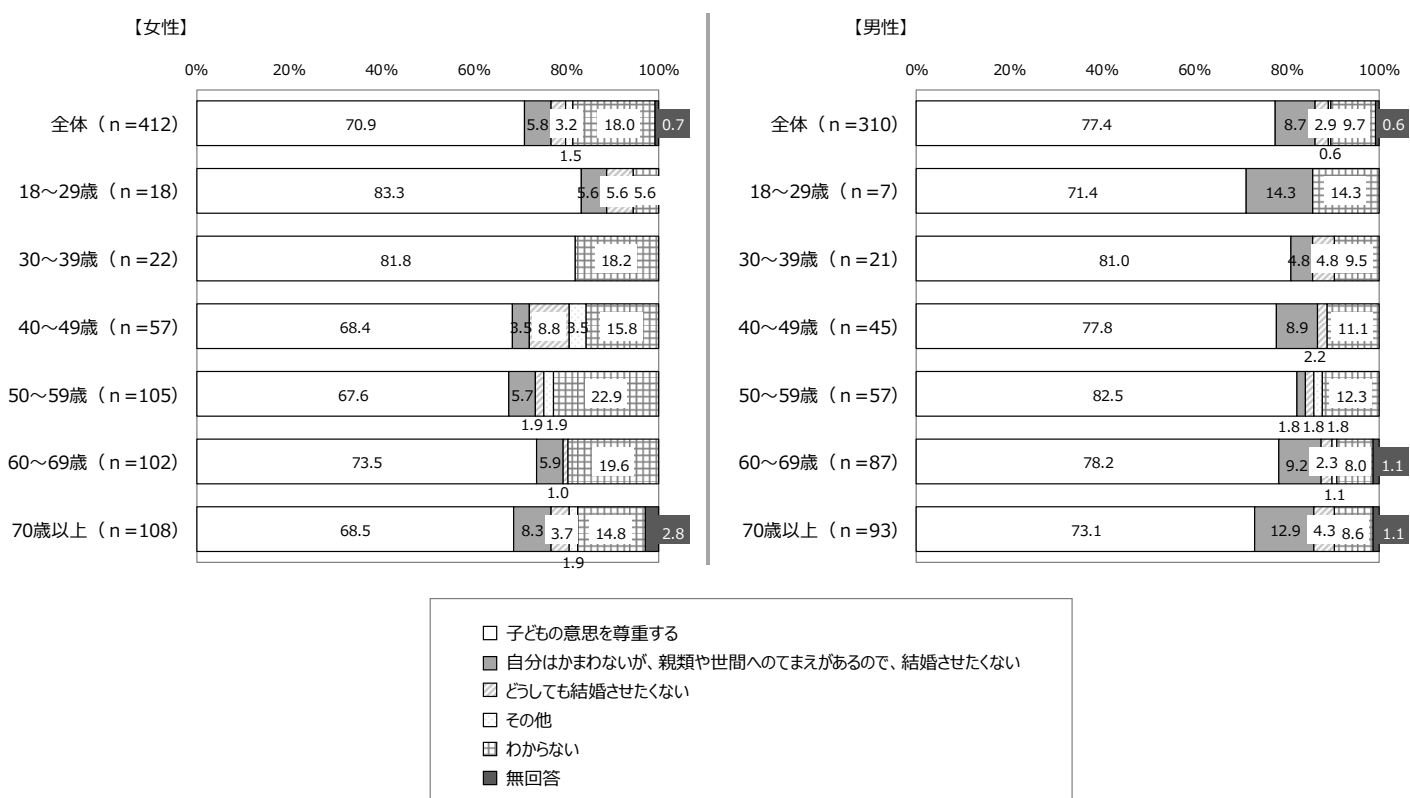 【女性】
0% 20% 40% 60% 80% 100%
全体（n=412） 70.9 5.8 3.2 18.0 0.7
1.5
18～29歳（n=18） 83.3 5.6 5.6 5.6
30～39歳（n=22） 81.8 18.2
40～49歳（n=57） 68.4 3.5 8.8 3.5 15.8
50～59歳（n=105） 67.6 5.7 22.9
1.9 1.9
60～69歳（n=102） 73.5 5.9 19.6
1.0
70歳以上（n=108） 68.5 8.3 3.7 14.8 2.8
1.9
【男性】
0% 20% 40% 60% 80% 100%
全体（n=310） 77.4 8.7 2.9 9.7 0.6
0.6
18～29歳（n=7） 71.4 14.3 14.3
30～39歳（n=21） 81.0 4.8 4.8 9.5
40～49歳（n=45） 77.8 8.9 11.1
2.2
50～59歳（n=57） 82.5 12.3
1.8 1.8 1.8
60～69歳（n=87） 78.2 9.2 2.3 8.0 1.1
1.1
70歳以上（n=93） 73.1 12.9 4.3 8.6 1.1
子どもの意思を尊重する
自分はかまわないが、親類や世間へのてまえがあるので、結婚させたくない
どうしても結婚させたくない
その他
わからない
無回答